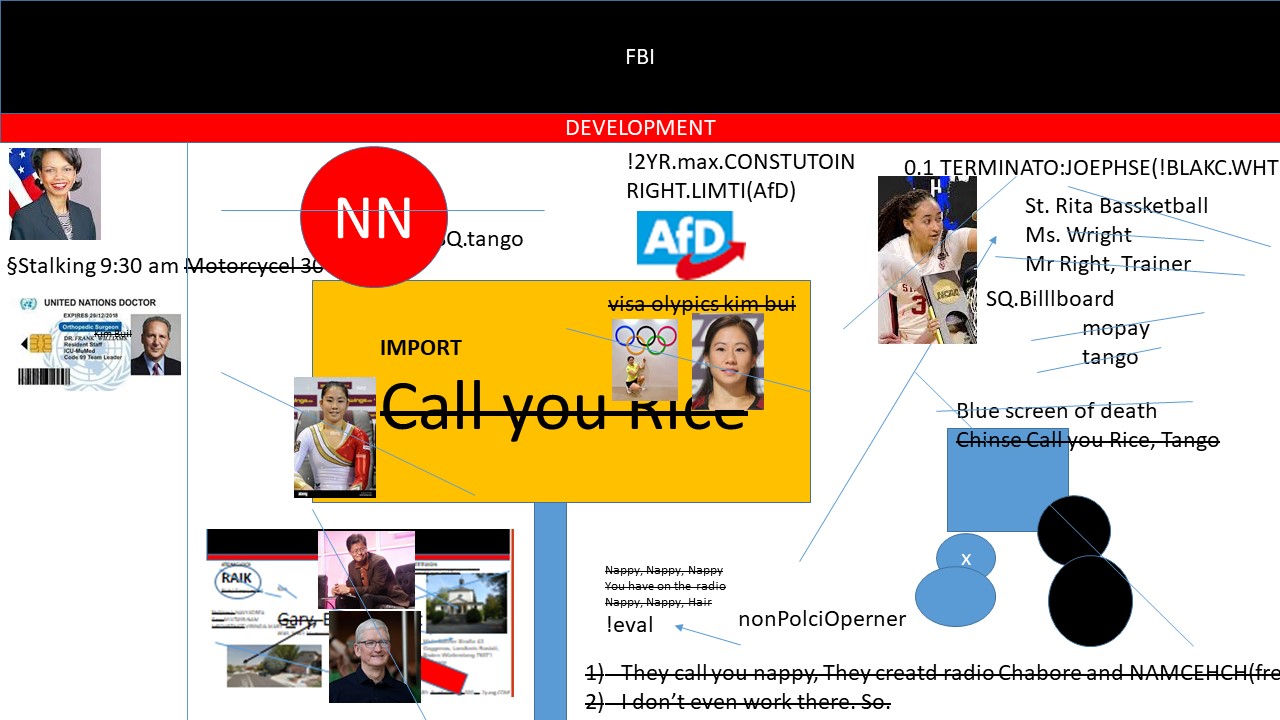 FBI
DEVELOPMENT
!2YR.max.CONSTUTOIN
RIGHT.LIMTI(AfD)
AfD
0.1 TERMINATO:JOEPHSE(!BLAKC.WHT
St. Rita Bassketball
Ms. Wright
Mr Right, Trainer
SQ.Billlboard
mopay
tango
NN
SQ.tango
§Stalking 9:30 am Motorcycel 30
UNITED NATIONS DOCTOR
EXPIRES 29/12/2018
Orthopedic Surgeon
DR. FRANK WILLIAMS
Resident Staff
ICU-MuMed
Code 99 Team Leader
visa olypics kim bui
IMPORT
Call you Rice
Blue screen of death
Chinse Call you Rice, Tango
x
RAIK
Gary,
Nappy, Nappy, Nappy
You have on the radio
Nappy, Nappy, Hair
!eval
nonPolciOperner
1) They call you nappy, They creatd radio Chabore and NAMCEHCH(fre
2) I don't even work there. So.